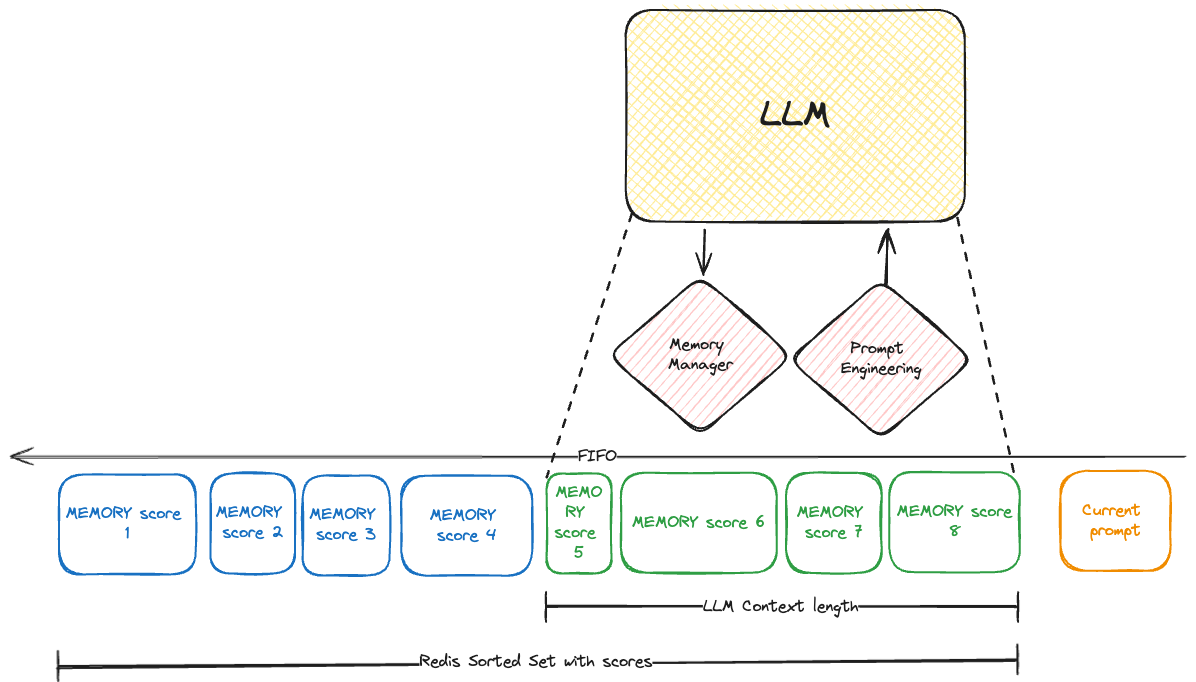 LLM
Memory
Manager
Prompt
Engineering
FIFO
MEMORY score
1
MEMORY
score 2
MEMORY
score 3
MEMORY
score 4
MEMO
RY
score
5
MEMORY score 6
MEMORY
score 7
MEMORY score
8
Current
prompt
LLM Context length
Redis Sorted Set with scores